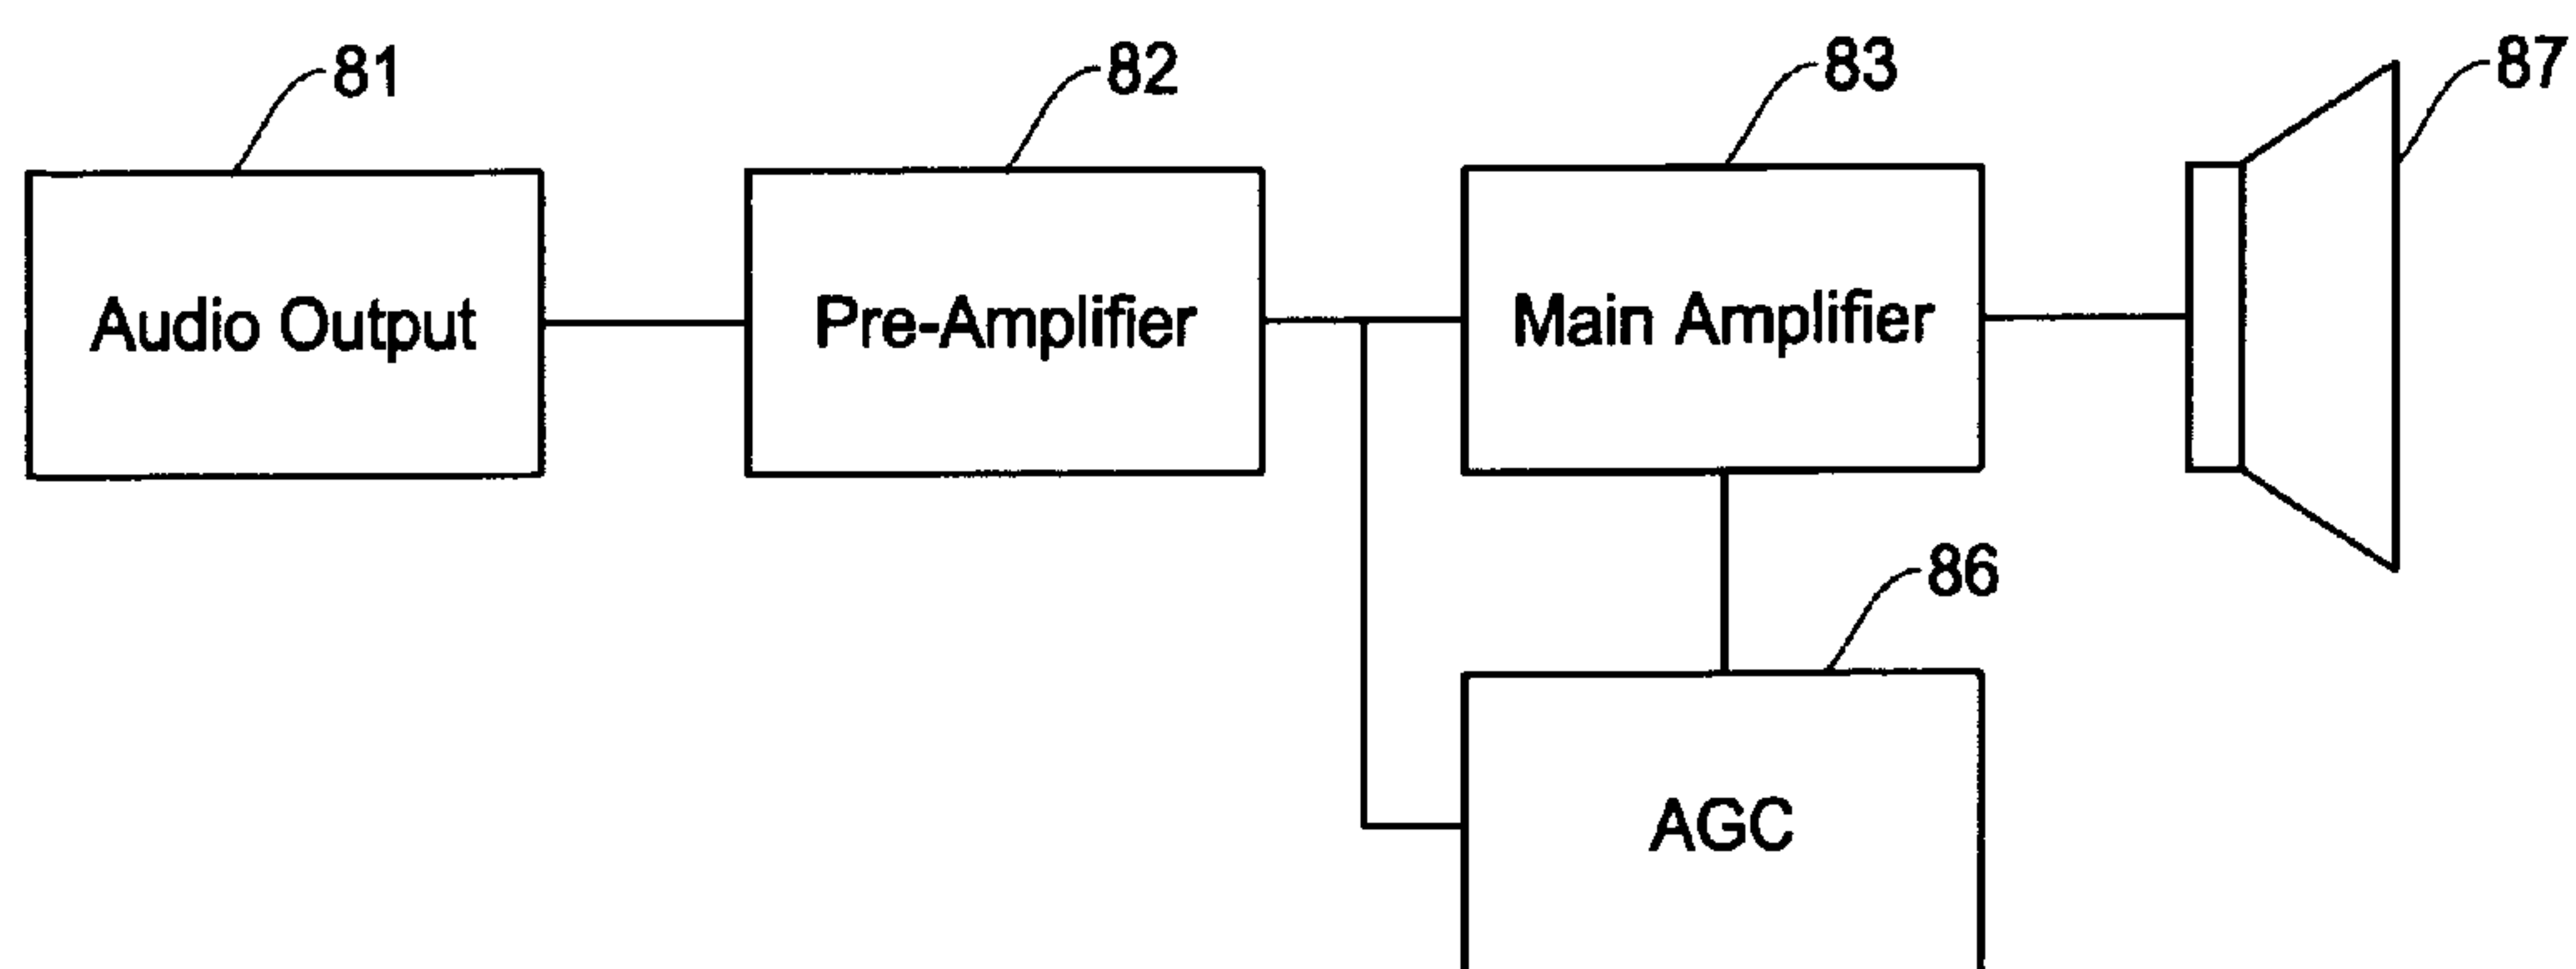 81
82
83
87
Audio Output
Pre-Amplifier
Main Amplifier
86
AGC